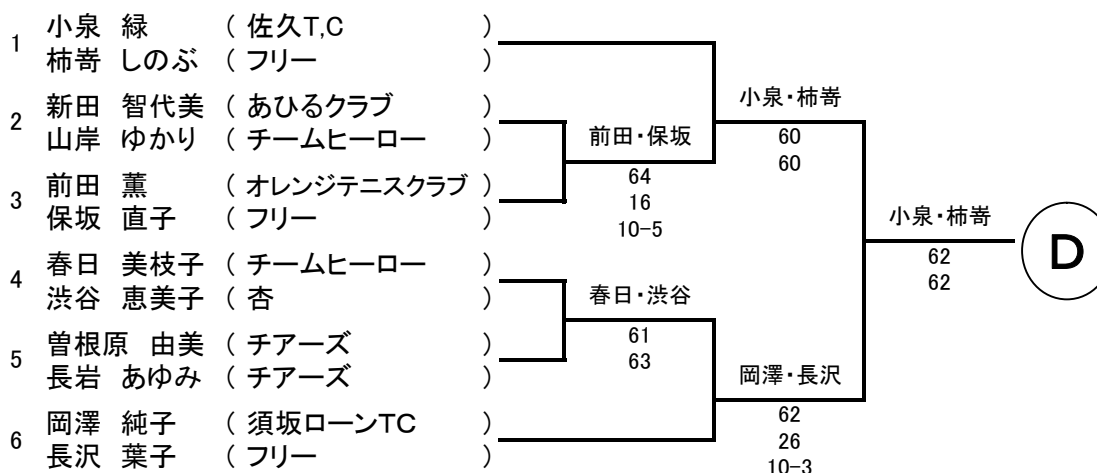 1
小泉 緑 ( 佐久T,C )
柿嵜 しのぶ ( フリー )
2
新田 智代美 ( あひるクラブ )
山岸 ゆかり ( チームヒーロー )
3
前田 薫 ( オレンジテニスクラブ )
保坂 直子 ( フリー )
4
春日 美枝子 ( チームヒーロー )
渋谷 恵美子 ( 杏 )
5
曽根原 由美 ( チアーズ )
長岩 あゆみ ( チアーズ )
6
岡澤 純子 ( 須坂ローンTC )
長沢 葉子 ( フリー )
前田・保坂
64
16
10-5
春日・渋谷
61
63
小泉・柿嵜
60
60
岡澤・長沢
62
26
10-3
小泉・柿嵜
62
62
D